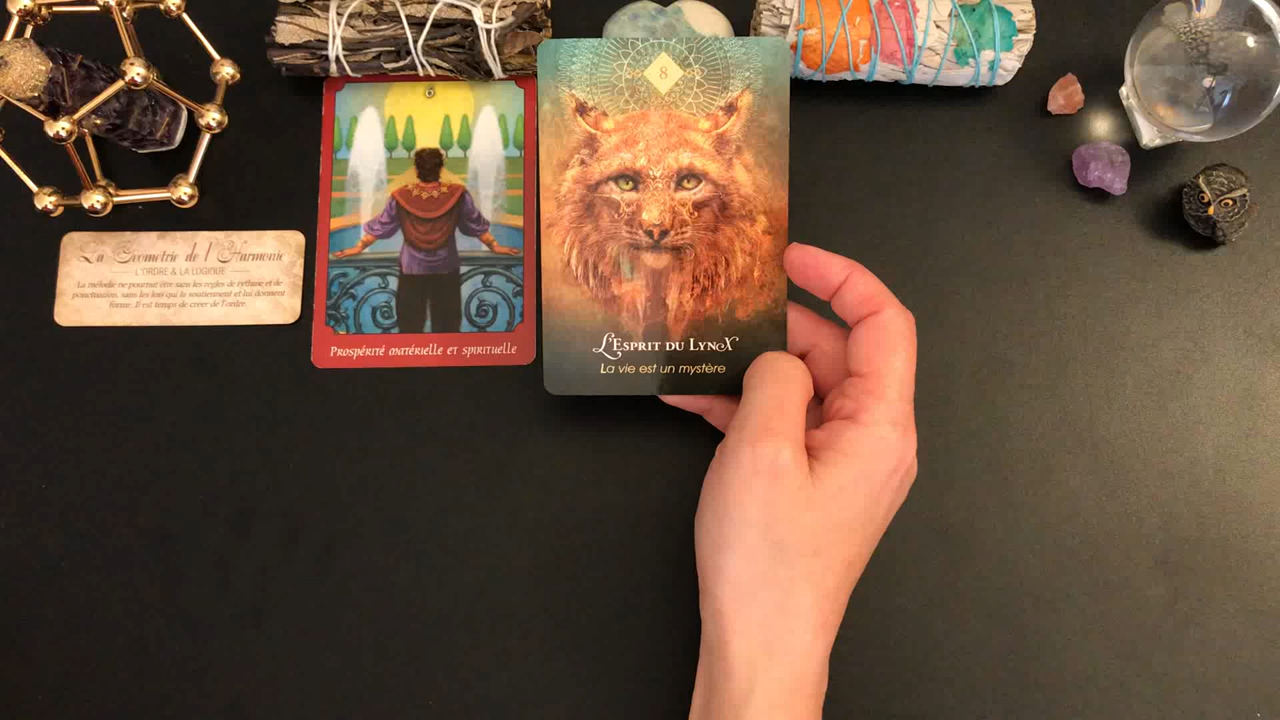 La Geometrie de l'Harmonie
L'ORDRE & LA LOGIQUE
La mélodie ne pourrait être sans les règles de rythme et de
ponctuation, sans les lois qui la soutiennent et lui donnent
forme. Il est temps de créer de l'ordre.
6
Prospérité matérielle et spirituelle
8
L'Esprit du Lynx
La vie est un mystère